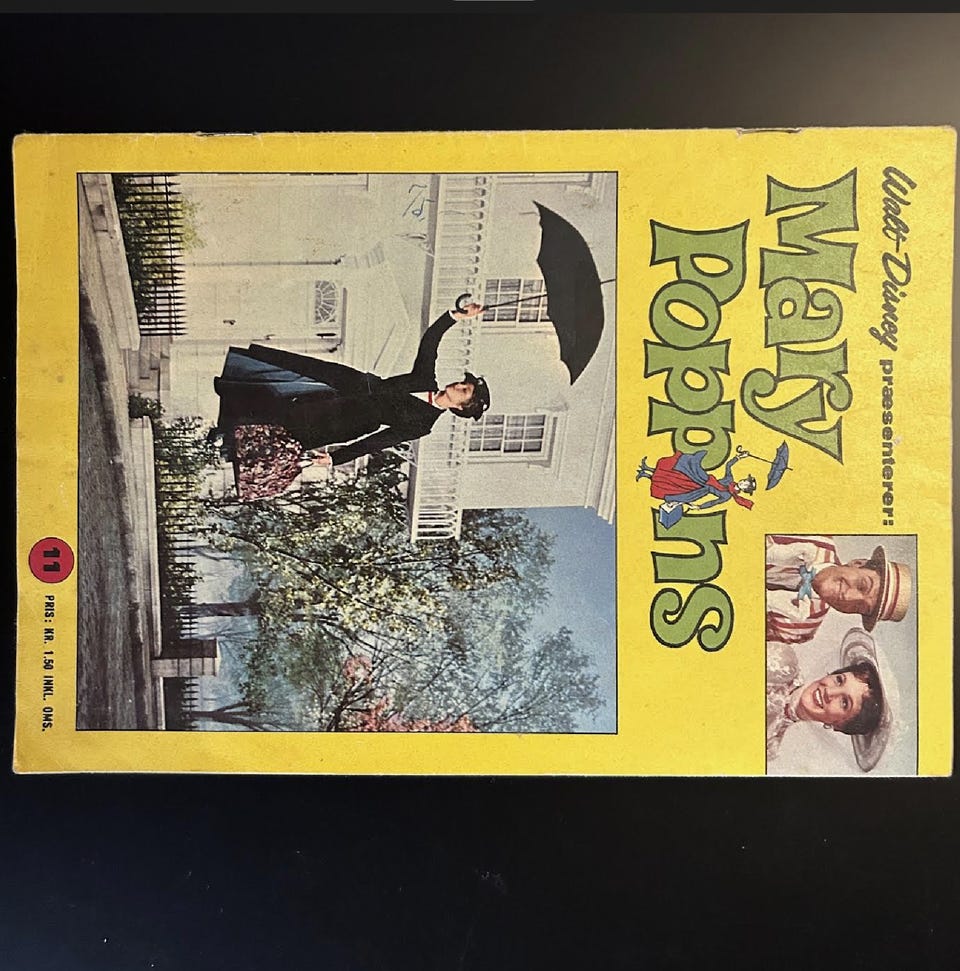 Walt Disney præsenterer:
Mary
Poppins
11
PRIS: KR. 1.50 INKL. OMS.